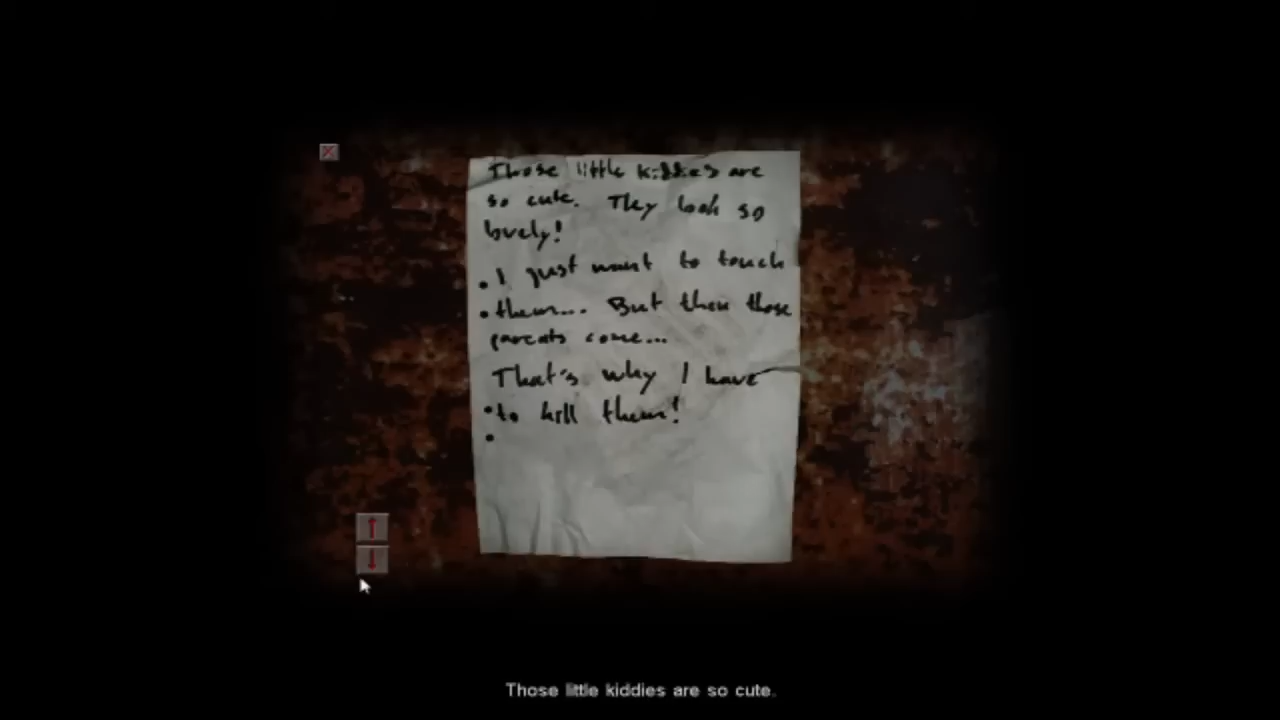 Those little kiddies are
so cute. They look so
lovely!
• I just want to touch
• them... But then those
parents come...
That's why I have
• to kill them!
•
Those little kiddies are so cute.